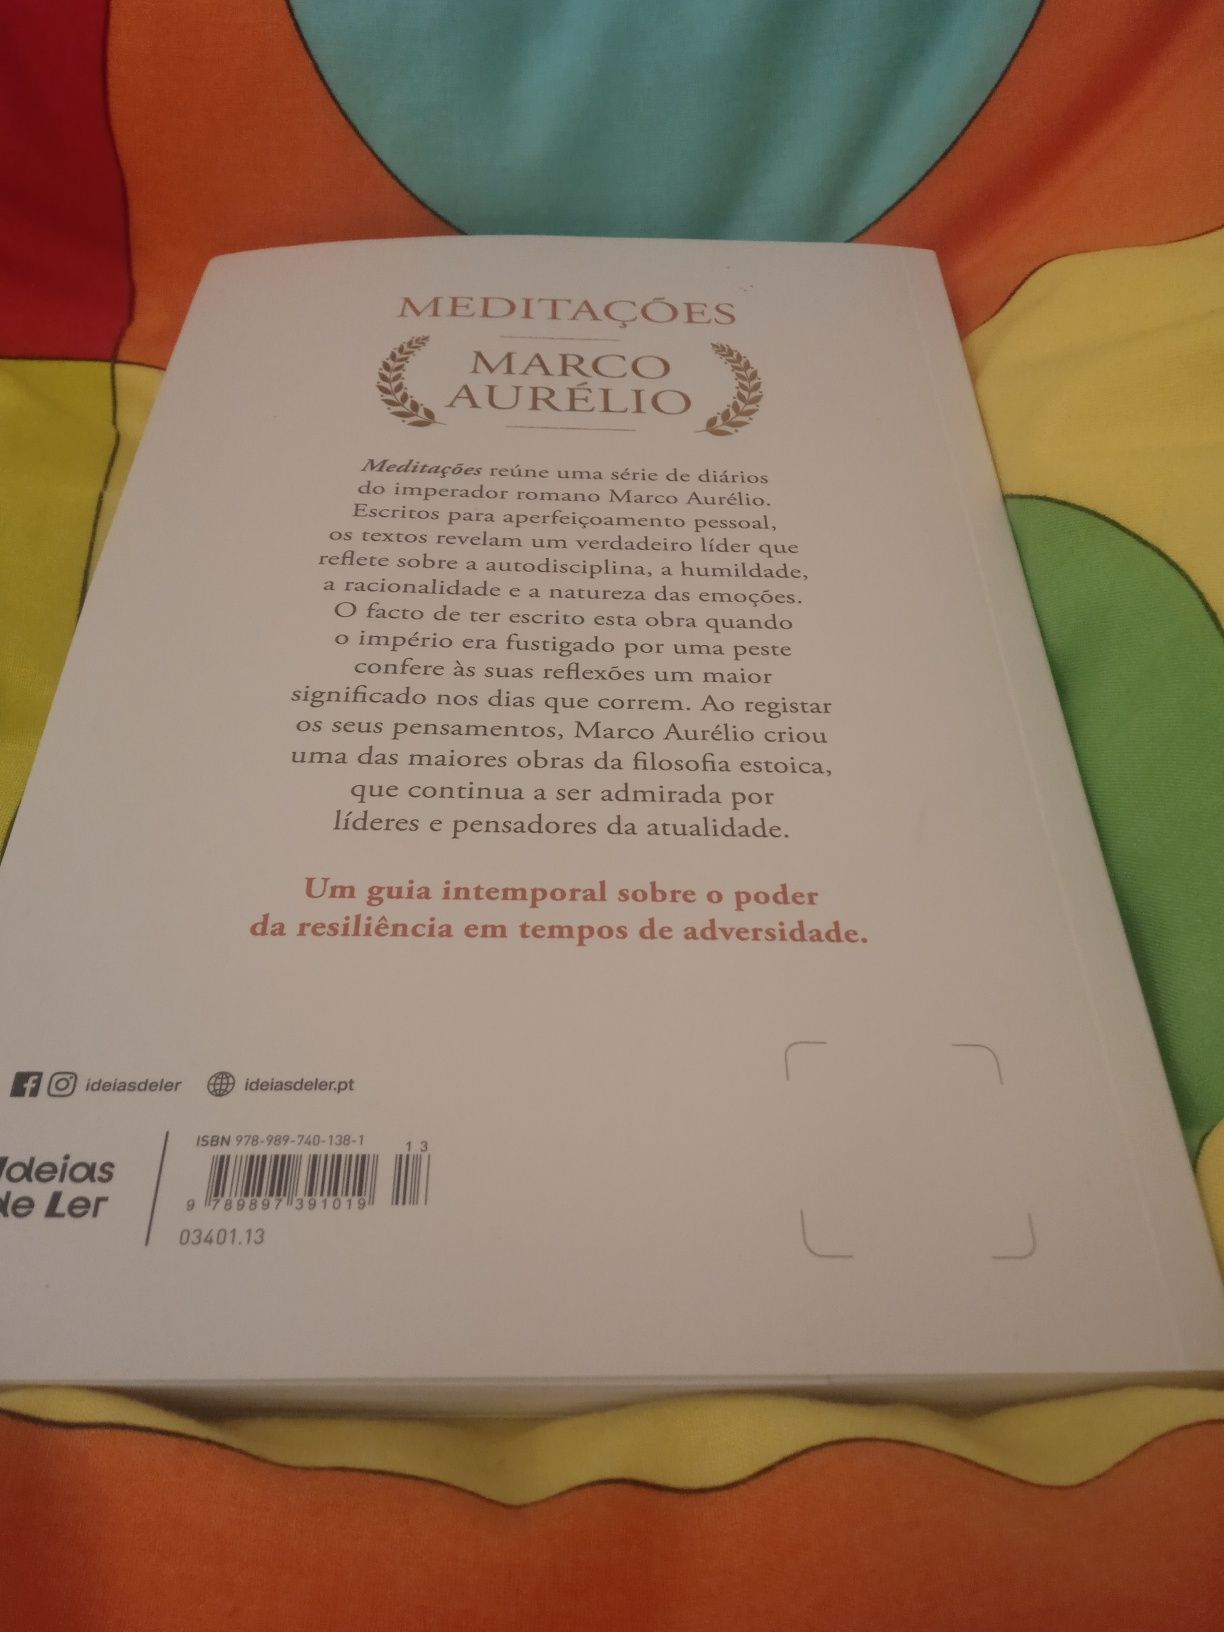 MEDITAÇÕES
MARCO
AURÉLIO
Meditações reúne uma série de diários
do imperador romano Marco Aurélio.
Escritos para aperfeiçoamento pessoal,
os textos revelam um verdadeiro líder que
reflete sobre a autodisciplina, a humildade,
a racionalidade e a natureza das emoções.
O facto de ter escrito esta obra quando
o império era fustigado por uma peste
confere às suas reflexões um maior
significado nos dias que correm. Ao registar
os seus pensamentos, Marco Aurélio criou
uma das maiores obras da filosofia estoica,
que continua a ser admirada por
líderes e pensadores da atualidade.
Um guia intemporal sobre o poder
da resiliência em tempos de adversidade.
ideiasdeler ideiasdeler.pt
Ideias
de Ler
ISBN 978-989-740-138-1
13
9 789897 391019
03401.13